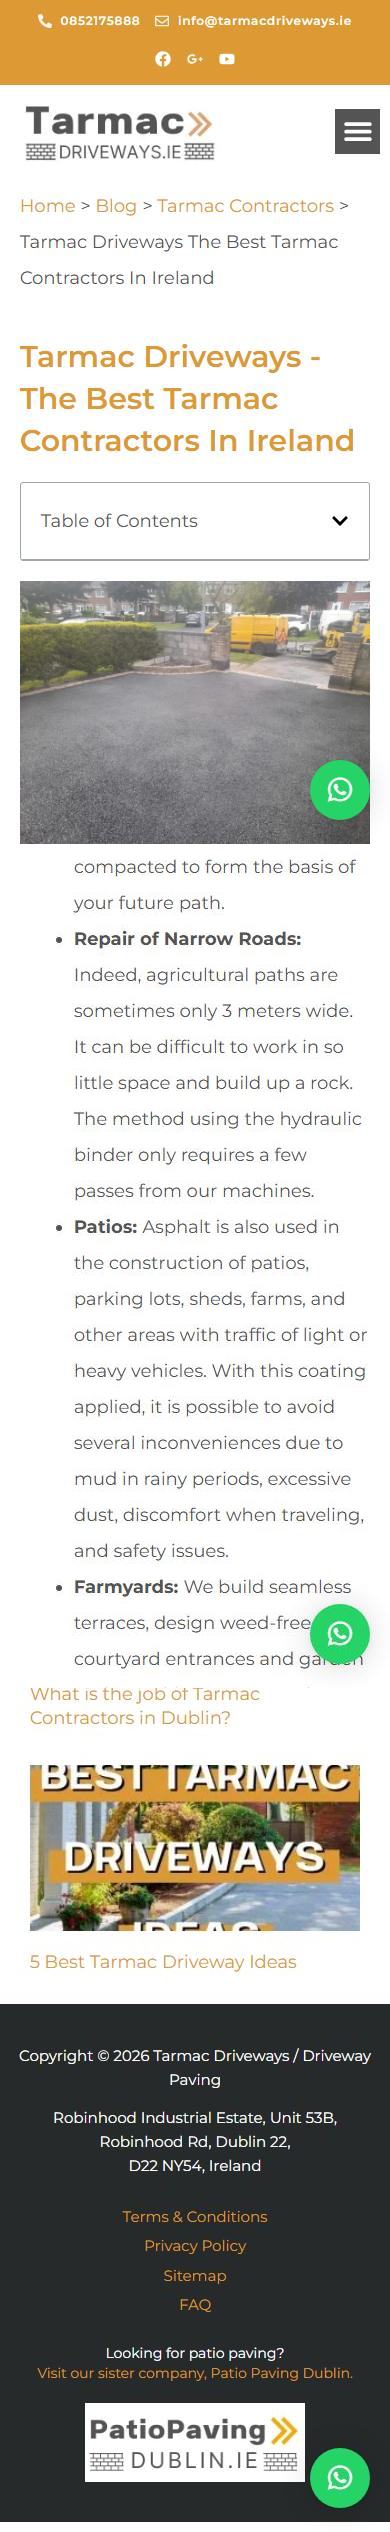 0852175888 info@tarmacdriveways.ie
Tarmac
DRIVEWAYS.IE
Home > Blog > Tarmac Contractors >
Tarmac Driveways The Best Tarmac
Contractors In Ireland
Tarmac Driveways -
The Best Tarmac
Contractors In Ireland
Table of Contents
compacted to form the basis of
your future path.
• Repair of Narrow Roads:
Indeed, agricultural paths are
sometimes only 3 meters wide.
It can be difficult to work in so
little space and build up a rock.
The method using the hydraulic
binder only requires a few
passes from our machines.
• Patios: Asphalt is also used in
the construction of patios,
parking lots, sheds, farms, and
other areas with traffic of light or
heavy vehicles. With this coating
applied, it is possible to avoid
several inconveniences due to
mud in rainy periods, excessive
dust, discomfort when traveling,
and safety issues.
• Farmyards: We build seamless
terraces, design weed-free
courtyard entrances and garden
What is the job of Tarmac
Contractors in Dublin?
BEST TARMAC
DRIVEWAYS
IDEAS
5 Best Tarmac Driveway Ideas
Copyright © 2026 Tarmac Driveways / Driveway
Paving
Robinhood Industrial Estate, Unit 53B,
Robinhood Rd, Dublin 22,
D22 NY54, Ireland
Terms & Conditions
Privacy Policy
Sitemap
FAQ
Looking for patio paving?
Visit our sister company, Patio Paving Dublin.
PatioPaving
DUBLIN.IE